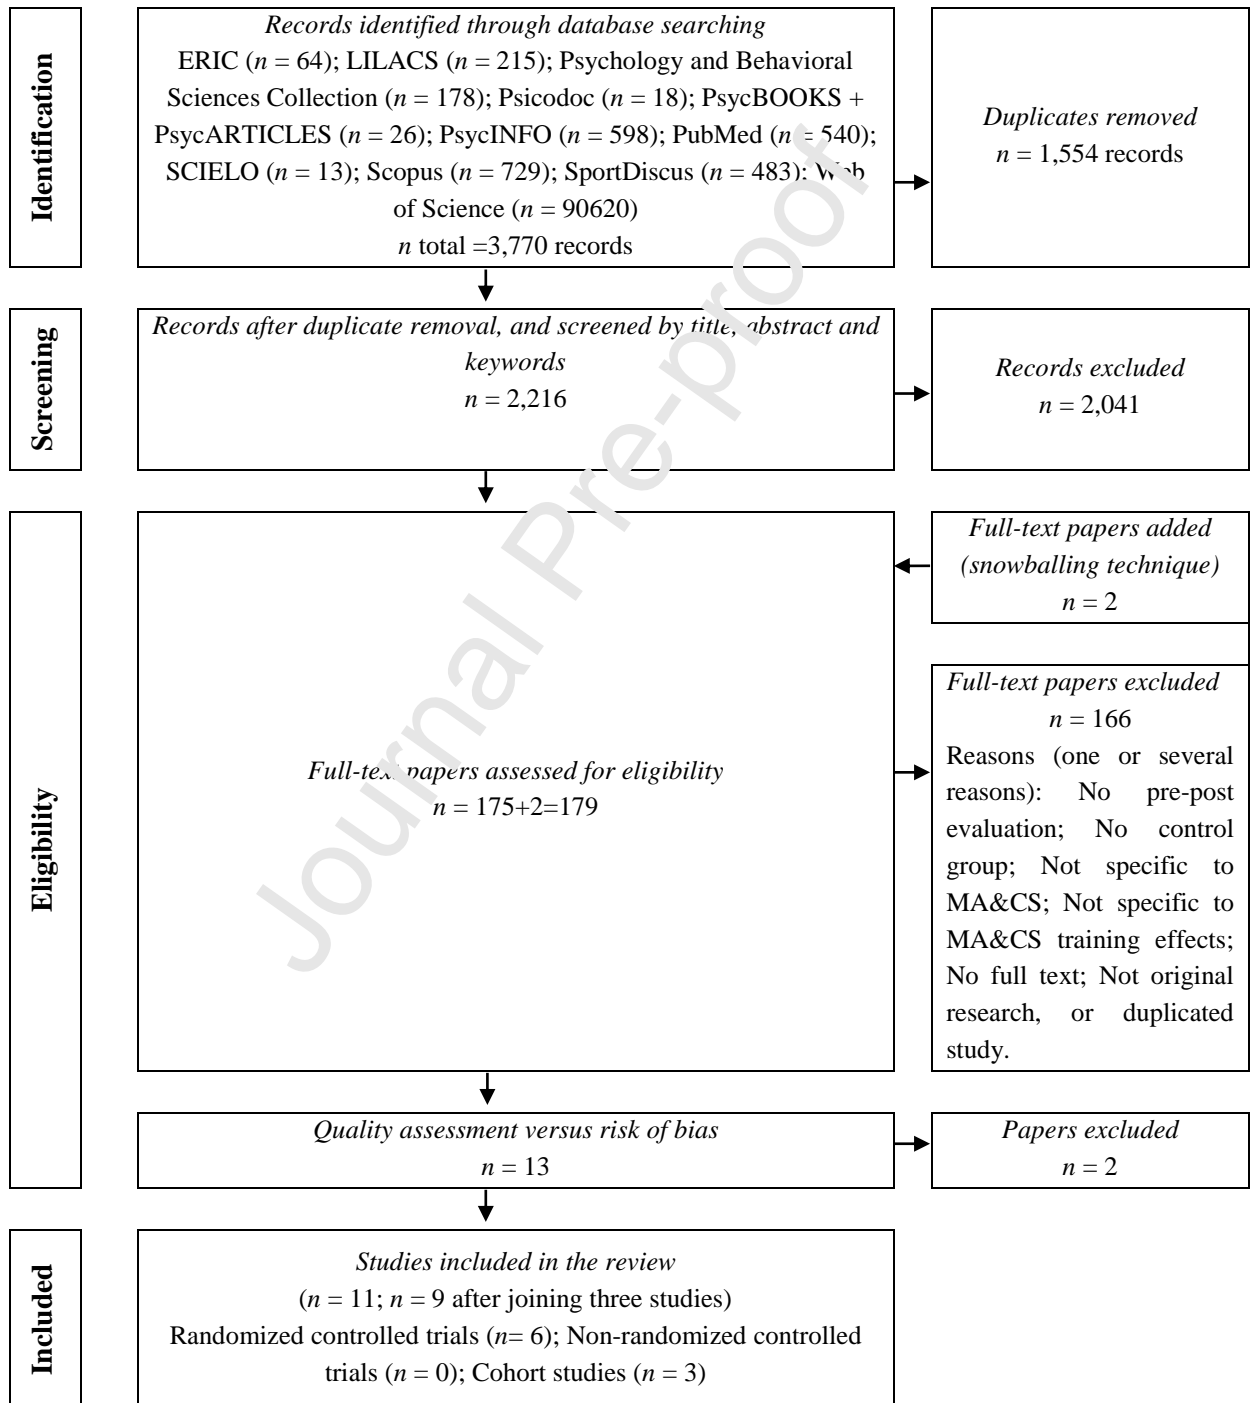 Identification
Records identified through database searching
ERIC (n = 64); LILACS (n = 215); Psychology and Behavioral
Sciences Collection (n = 178); Psicodoc (n = 18); PsycBOOKS +
PsycARTICLES (n = 26); PsycINFO (n = 598); PubMed (n = 540);
SCIELO (n = 13); Scopus (n = 729); SportDiscus (n = 483); Web
of Science (n = 90620)
n total =3,770 records
Duplicates removed
n = 1,554 records
Screening
Records after duplicate removal, and screened by title, abstract and
keywords
n = 2,216
Records excluded
n = 2,041
Eligibility
Full-text papers added
(snowballing technique)
n = 2
Full-text papers assessed for eligibility
n = 175+2=179
Full-text papers excluded
n = 166
Reasons (one or several
reasons): No pre-post
evaluation; No control
group; Not specific to
MA&CS; Not specific to
MA&CS training effects;
No full text; Not original
research, or duplicated
study.
Quality assessment versus risk of bias
n = 13
Papers excluded
n = 2
Included
Studies included in the review
(n = 11; n = 9 after joining three studies)
Randomized controlled trials (n= 6); Non-randomized controlled
trials (n = 0); Cohort studies (n = 3)
Journal Pre-proof